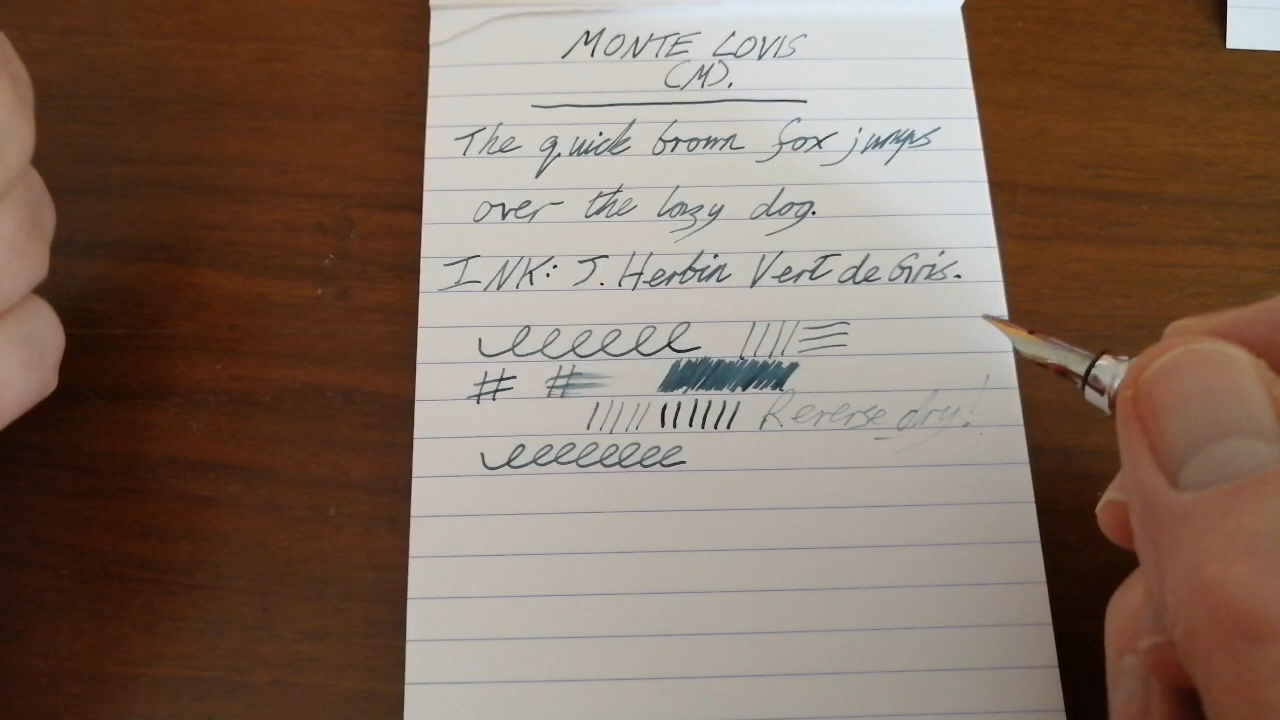 MONTE LOVIS
(M).
The quick brown fox jumps
over the lazy dog.
INK: J. Herbin Vert de Gris.
Reverse dry!